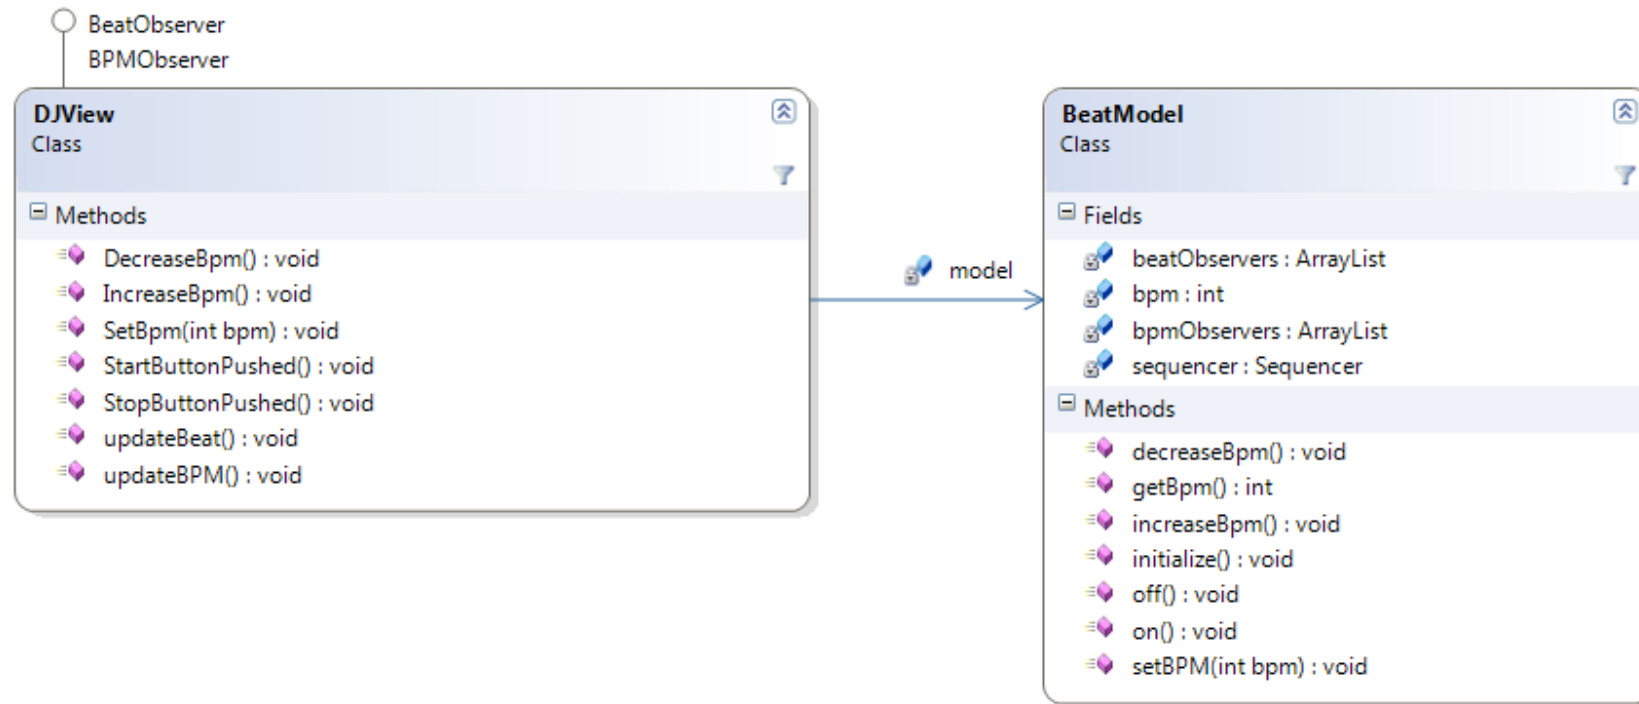 BeatObserver
BPMObserver
DJView
Class
Methods
DecreaseBpm() : void
IncreaseBpm() : void
SetBpm(int bpm) : void
StartButtonPushed() : void
StopButtonPushed() : void
updateBeat() : void
updateBPM() : void
model
BeatModel
Class
Fields
beatObservers : ArrayList
bpm : int
bpmObservers : ArrayList
sequencer : Sequencer
Methods
decreaseBpm() : void
getBpm() : int
increaseBpm() : void
initialize() : void
off() : void
on() : void
setBPM(int bpm) : void